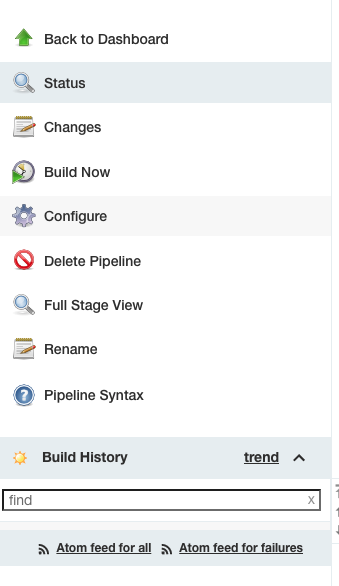 Back to Dashboard
Status
Changes
Build Now
Configure
Delete Pipeline
Full Stage View
Rename
Pipeline Syntax
Build History trend
find x
Atom feed for all Atom feed for failures